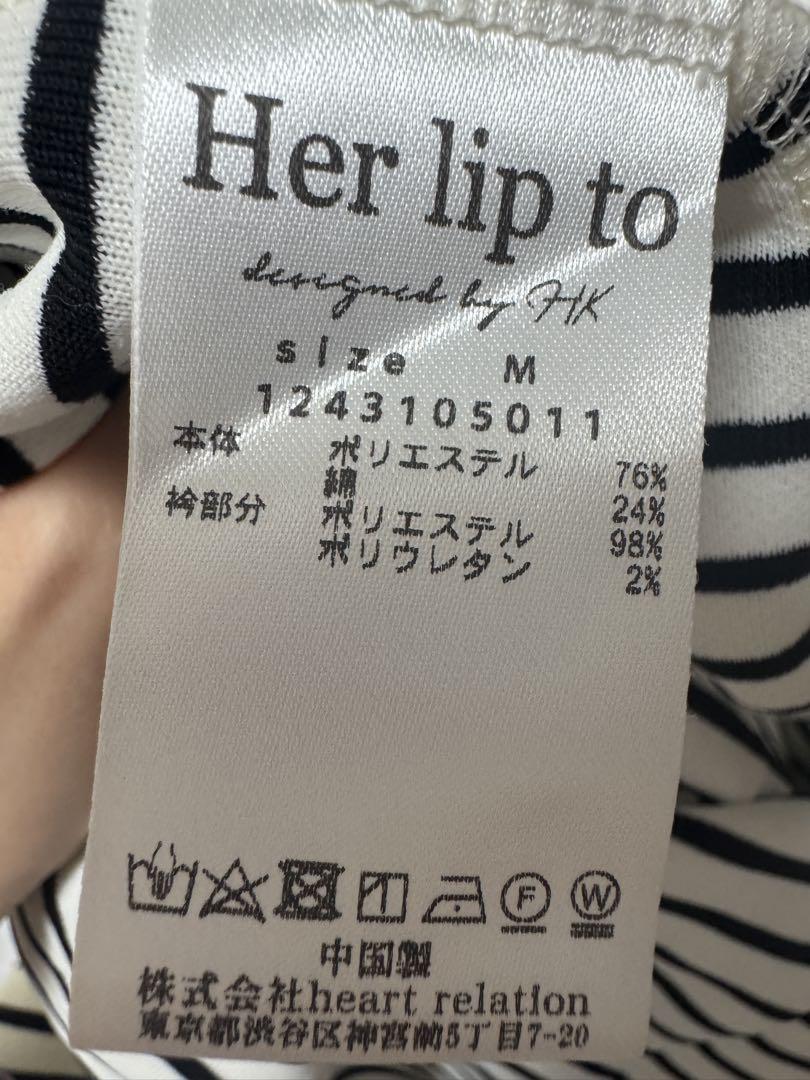 Her lip to
designed by HK
size M
1243105011
本体 ポリエステル 76%
綿 24%
衿部分 ポリエステル 98%
ポリウレタン 2%
F W
中国製
株式会社heart relation
東京都渋谷区神宮前5丁目7-20